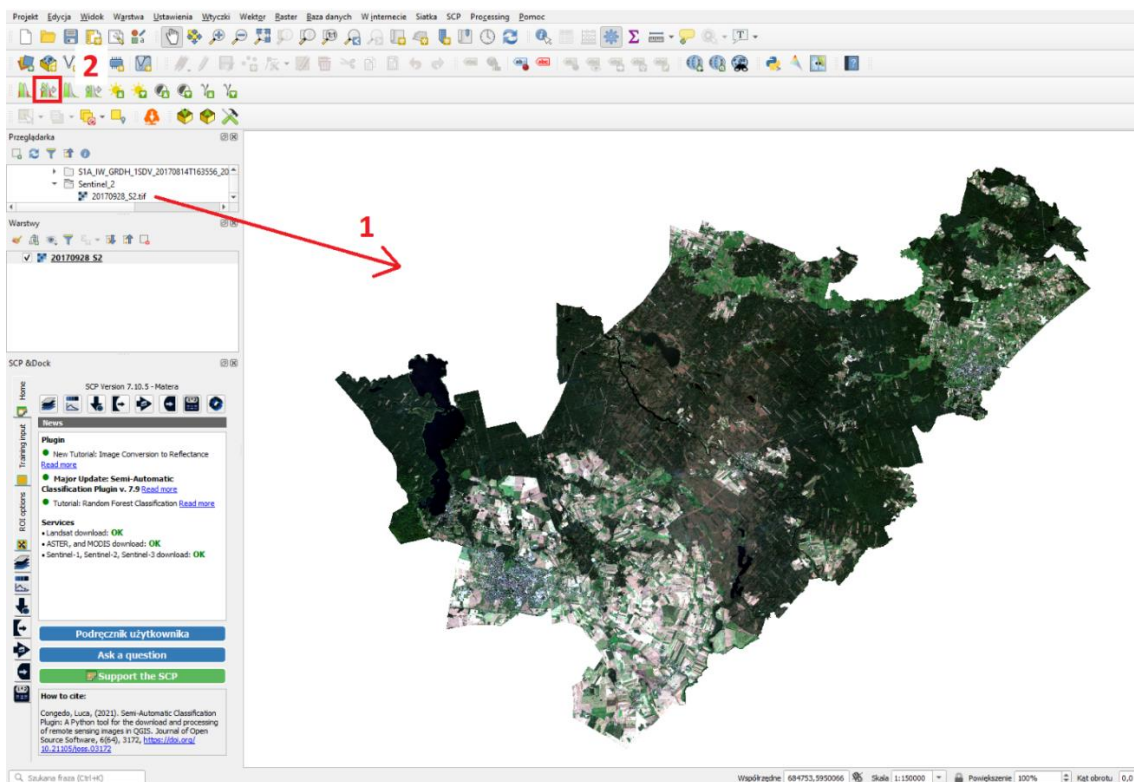 Projekt Edycja Widok Warstwa Ustawienia Wtyczki Wektor Raster Baza danych W internecie Siatka SCP Processing Pomoc
2
Przeglądarka
S1A_IW_GRDH_1SDV_20170814T163556_20
Sentinel_2
20170928_S2.tif
1
Warstwy
20170928_S2
SCP &Dock
Home
Training input
ROI options
SCP Version 7.10.5 - Matera
News
Plugin
New Tutorial: Image Conversion to Reflectance
Read more
Major Update: Semi-Automatic
Classification Plugin v. 7.9 Read more
Tutorial: Random Forest Classification Read more
Services
• Landsat download: OK
• ASTER, and MODIS download: OK
• Sentinel-1, Sentinel-2, Sentinel-3 download: OK
Podręcznik użytkownika
Ask a question
Support the SCP
How to cite:
Congedo, Luca, (2021). Semi-Automatic Classification
Plugin: A Python tool for the download and processing
of remote sensing images in QGIS. Journal of Open
Source Software, 6(64), 3172, https://doi.org/
10.21105/joss.03172
Szukana fraza (Ctrl+K)
Współrzędne 684753,5950066 Skala 1:150000 Powiększenie 100% Kąt obrotu 0,0